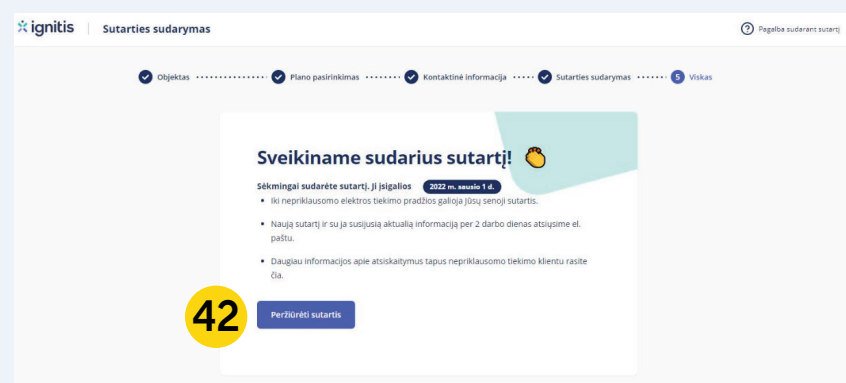 ignitis
Sutarties sudarymas
Pagalba sudarant sutartį
Objektas
Plano pasirinkimas
Kontaktinė informacija
Sutarties sudarymas
5 Viskas
Sveikiname sudarius sutartį!
Sėkmingai sudarėte sutartį. Ji įsigalios 2022 m. sausio 1 d.
• Iki nepriklausomo elektros tiekimo pradžios galioja Jūsų senoji sutartis.
• Naują sutartį ir su ja susijusią aktualią informaciją per 2 darbo dienas atsiųsime el.
paštu.
• Daugiau informacijos apie atsiskaitymus tapus nepriklausomo tiekimo klientu rasite
čia.
42
Peržiūrėti sutartis